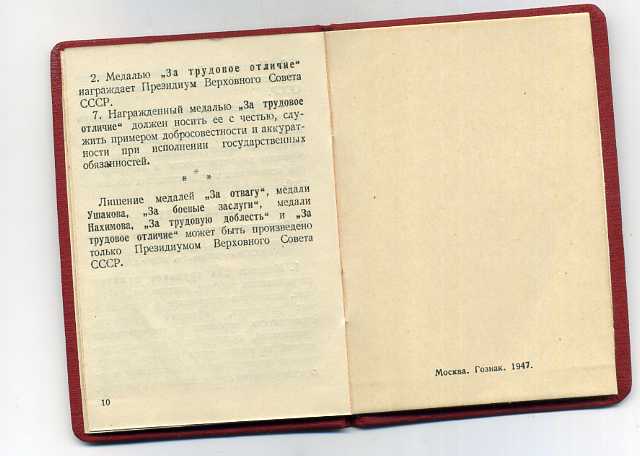 2. Медалью „За трудовое отличие“
награждает Президиум Верховного Совета
СССР.
7. Награжденный медалью „За трудовое
отличие“ должен носить ее с честью, слу-
жить примером добросовестности и аккурат-
ности при исполнении государственных
обязанностей.
* * *
Лишение медалей „За отвагу“, медали
Ушакова, „За боевые заслуги“, медали
Нахимова, „За трудовую доблесть“ и „За
трудовое отличие“ может быть произведено
только Президиумом Верховного Совета
СССР.
10
Москва. Гознак. 1947.